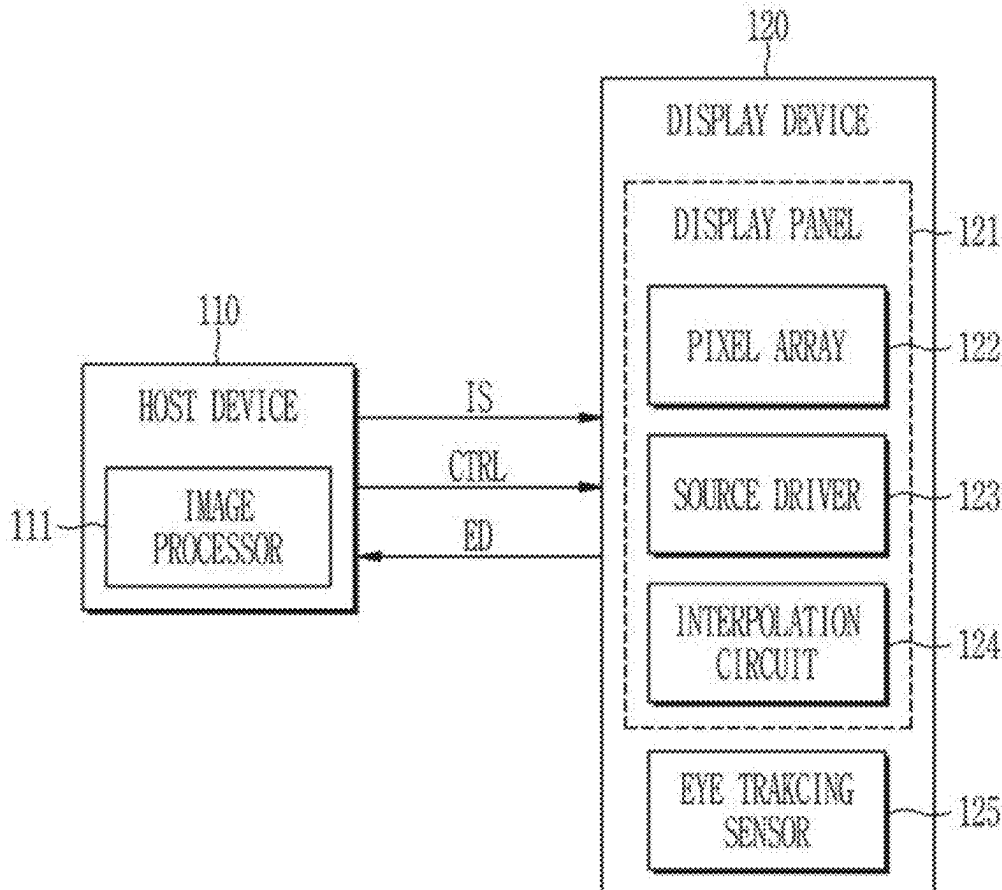 120
DISPLAY DEVICE
DISPLAY PANEL
121
110
PIXEL ARRAY
122
HOST DEVICE
IS
CTRL
SOURCE DRIVER
123
111
IMAGE
PROCESSOR
ED
INTERPOLATION
CIRCUIT
124
EYE TRAKCING
SENSOR
125